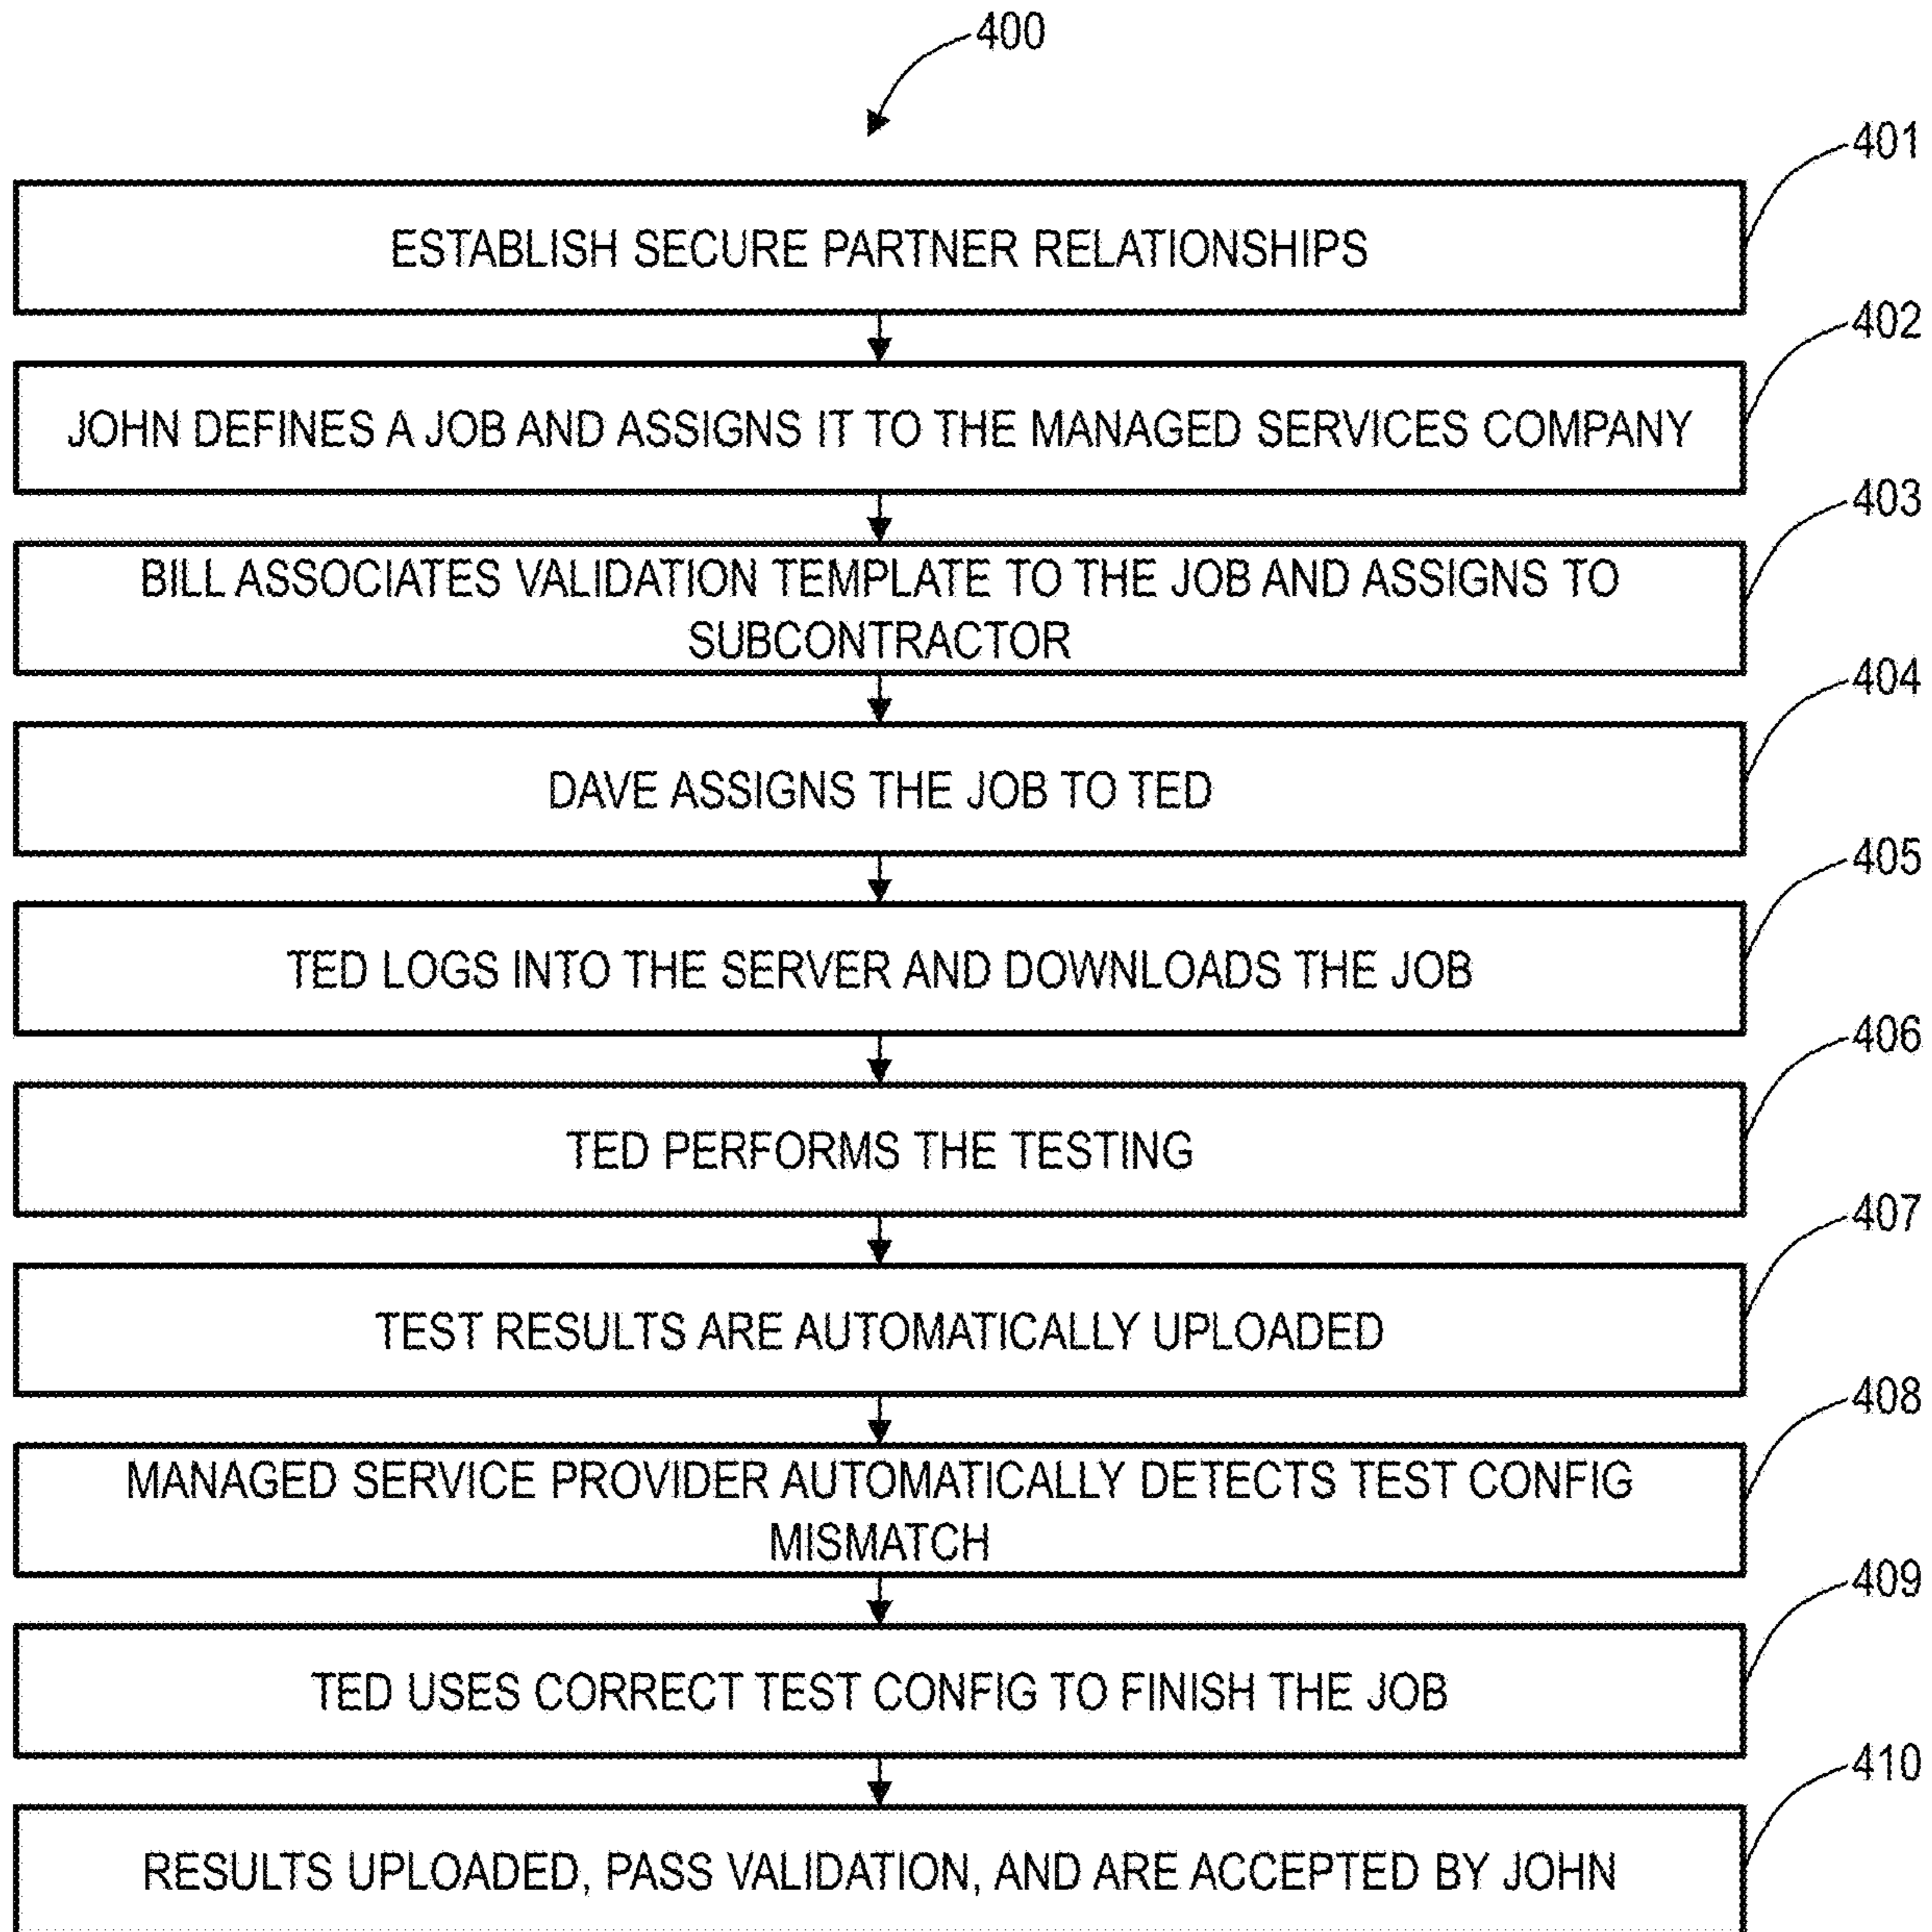 400
401
ESTABLISH SECURE PARTNER RELATIONSHIPS
402
JOHN DEFINES A JOB AND ASSIGNS IT TO THE MANAGED SERVICES COMPANY
403
BILL ASSOCIATES VALIDATION TEMPLATE TO THE JOB AND ASSIGNS TO
SUBCONTRACTOR
404
DAVE ASSIGNS THE JOB TO TED
405
TED LOGS INTO THE SERVER AND DOWNLOADS THE JOB
406
TED PERFORMS THE TESTING
407
TEST RESULTS ARE AUTOMATICALLY UPLOADED
408
MANAGED SERVICE PROVIDER AUTOMATICALLY DETECTS TEST CONFIG
MISMATCH
409
TED USES CORRECT TEST CONFIG TO FINISH THE JOB
410
RESULTS UPLOADED, PASS VALIDATION, AND ARE ACCEPTED BY JOHN